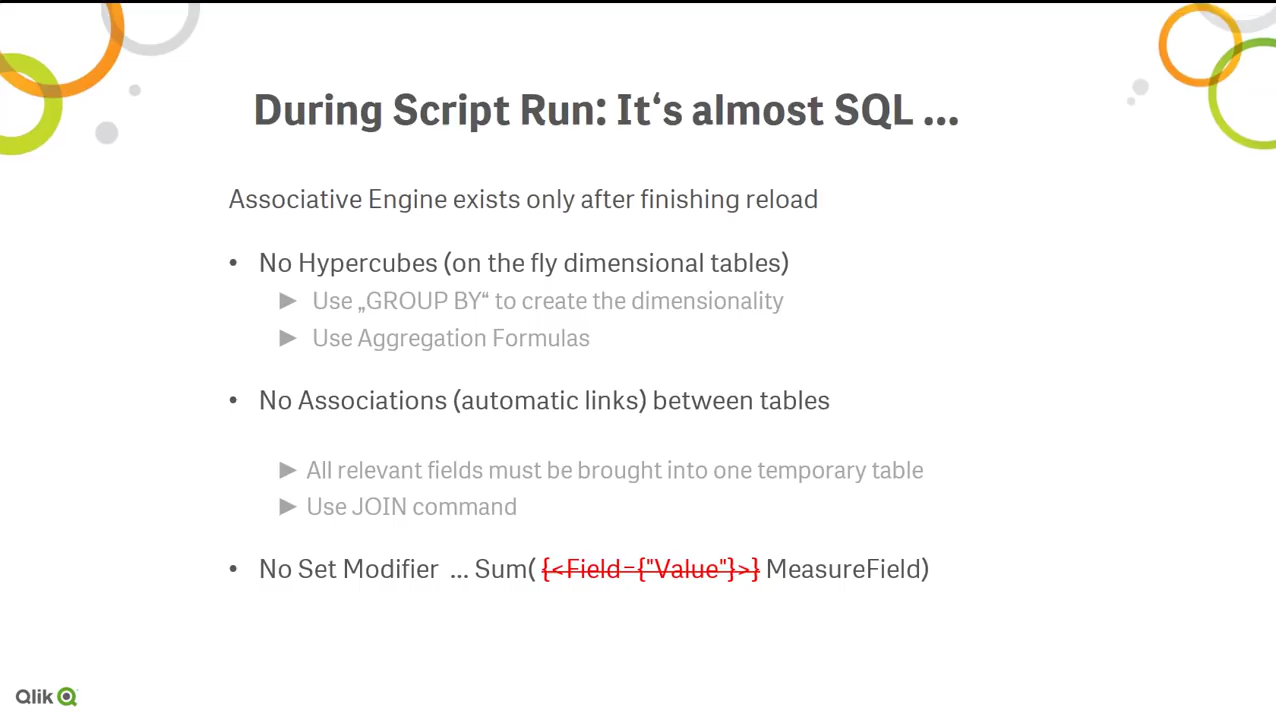 During Script Run: It‘s almost SQL ...
Associative Engine exists only after finishing reload
• No Hypercubes (on the fly dimensional tables)
► Use „GROUP BY“ to create the dimensionality
► Use Aggregation Formulas
• No Associations (automatic links) between tables
► All relevant fields must be brought into one temporary table
► Use JOIN command
• No Set Modifier ... Sum( {<Field={"Value"}>} MeasureField)
Qlik